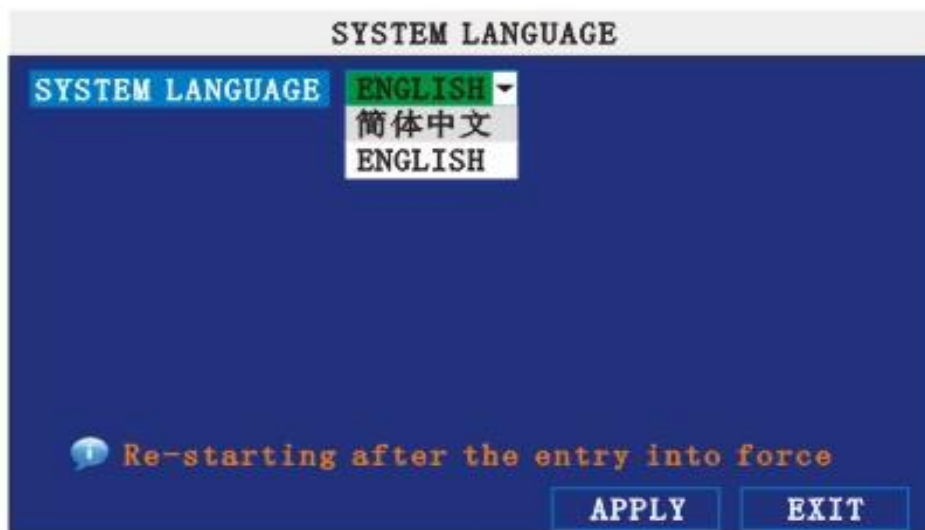 SYSTEM LANGUAGE
SYSTEM LANGUAGE ENGLISH
简体中文
ENGLISH
Re-starting after the entry into force
APPLY EXIT